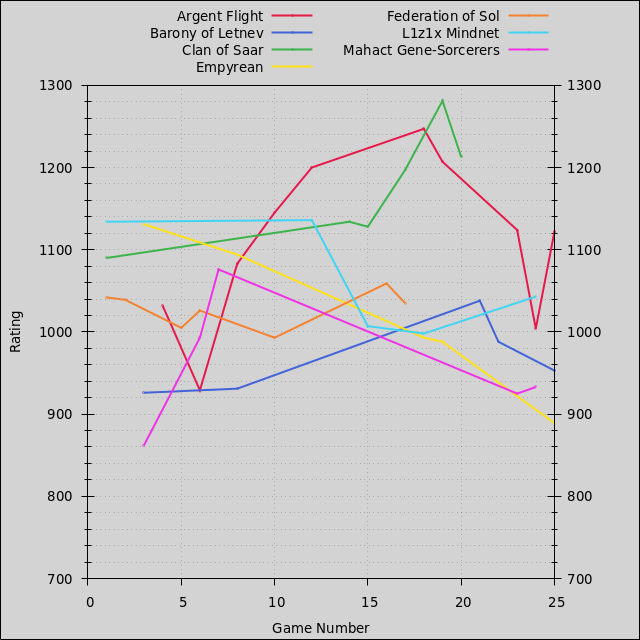 Argent Flight
Barony of Letnev
Clan of Saar
Empyrean
Federation of Sol
L1z1x Mindnet
Mahact Gene-Sorcerers
1300 1300
1200 1200
1100 1100
1000 1000
900 900
800 800
700 700
Rating
0 5 10 15 20 25
Game Number